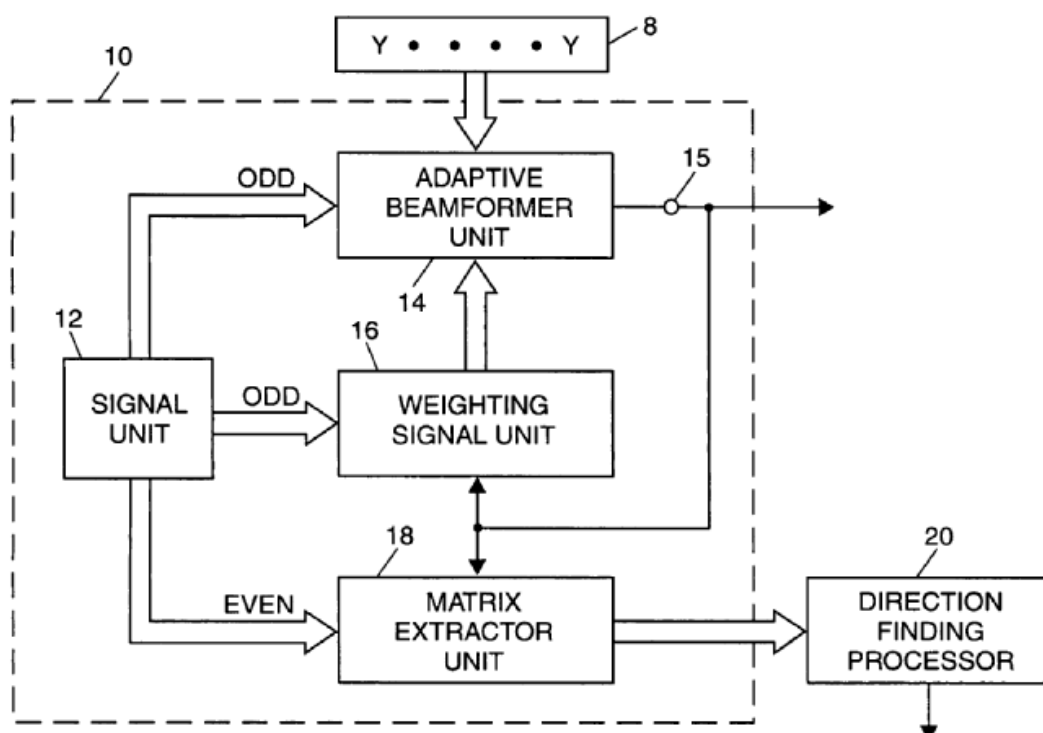 Y • • • • Y
8
10
15
ODD
ADAPTIVE
BEAMFORMER
UNIT
14
12
16
SIGNAL
UNIT
ODD
WEIGHTING
SIGNAL UNIT
18
20
EVEN
MATRIX
EXTRACTOR
UNIT
DIRECTION
FINDING
PROCESSOR